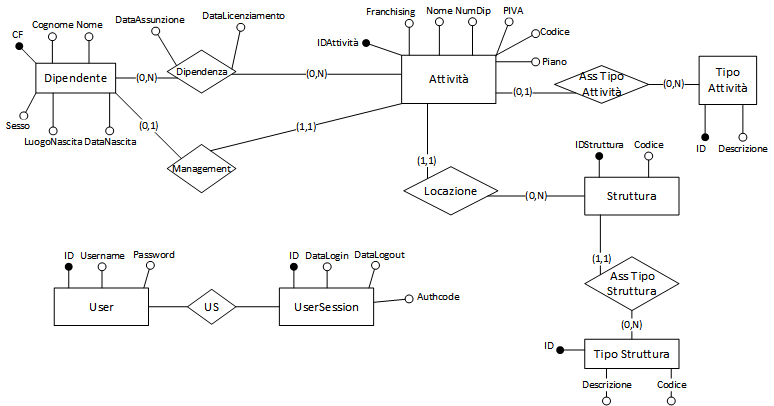 Franchising Nome NumDip PIVA
DataLicenziamento
DataAssunzione
Cognome Nome
CF
IDAttività
Codice
Piano
Dipendente
(0,N)
Dipendenza
(0,N)
Attività
(0,1)
Ass Tipo
Attività
(0,N)
Tipo
Attività
Sesso
LuogoNascita
DataNascita
(0,1)
(1,1)
Management
ID
Descrizione
(1,1)
Locazione
(0,N)
IDStruttura
Codice
Struttura
(1,1)
Ass Tipo
Struttura
(0,N)
ID
Tipo Struttura
Descrizione
Codice
ID
Username
Password
User
US
ID
DataLogin
DataLogout
Authcode
UserSession